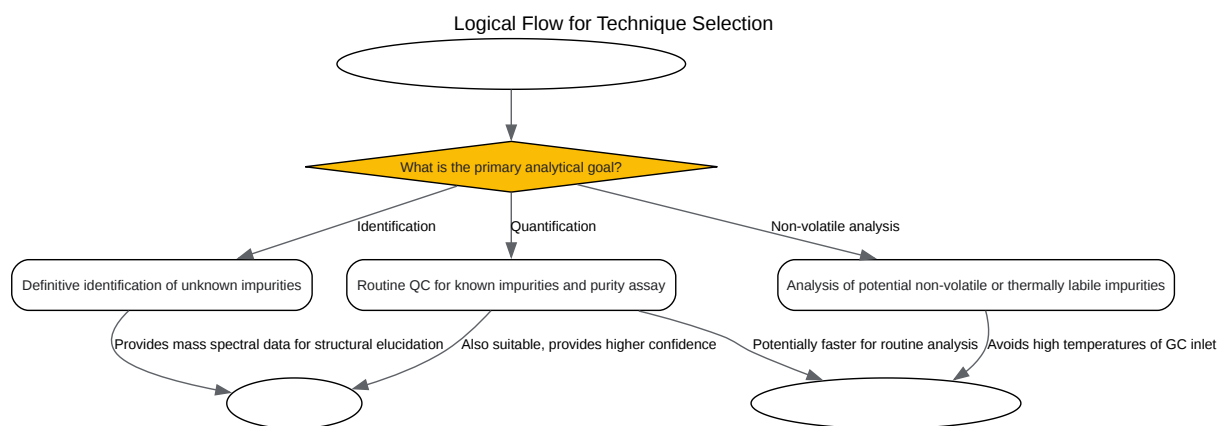 Logical Flow for Technique Selection
What is the primary analytical goal?
Identification
Quantification
Non-volatile analysis
Definitive identification of unknown impurities
Routine QC for known impurities and purity assay
Analysis of potential non-volatile or thermally labile impurities
Provides mass spectral data for structural elucidation
Also suitable, provides higher confidence
Potentially faster for routine analysis
Avoids high temperatures of GC inlet